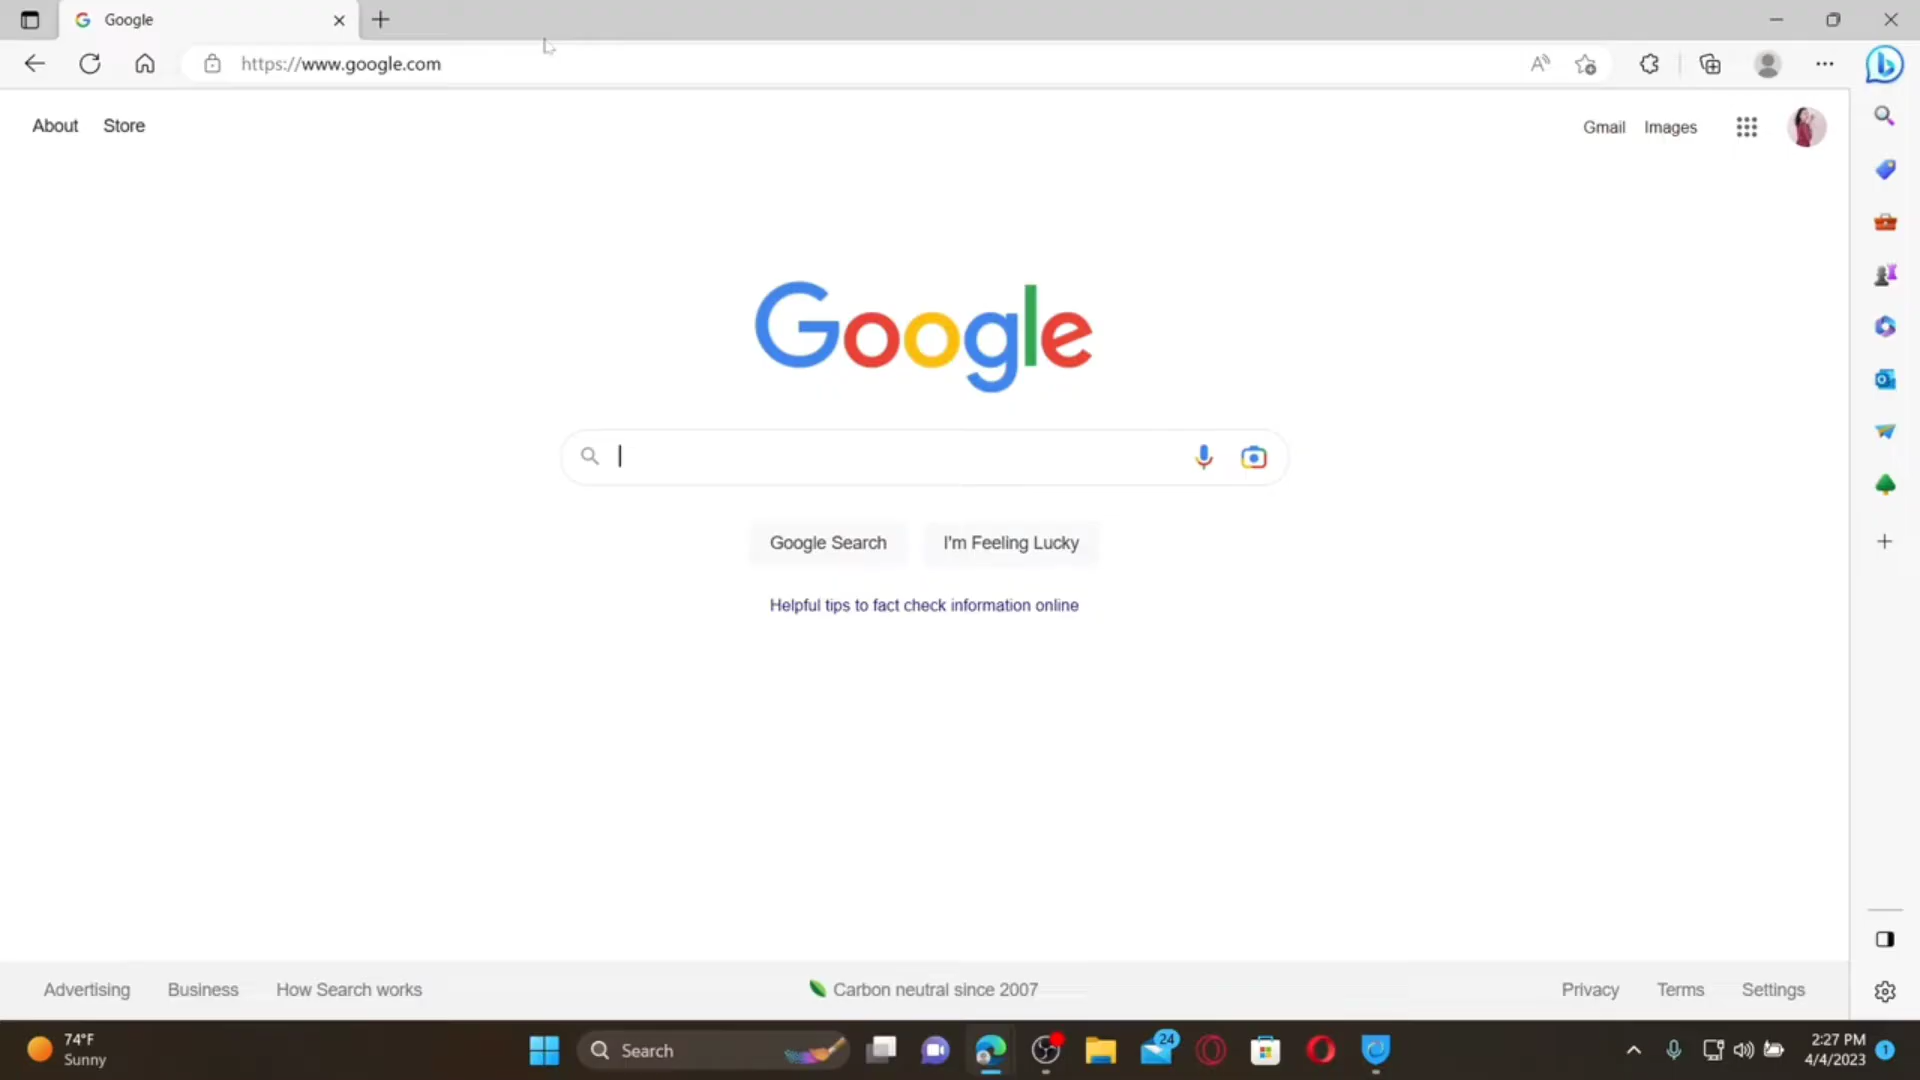 Google
https://www.google.com
About Store
Gmail Images
Google
Google Search I'm Feeling Lucky
Helpful tips to fact check information online
Advertising Business How Search works
Carbon neutral since 2007
Privacy Terms Settings
74°F
Sunny
Search
24
2:27 PM
4/4/2023
1